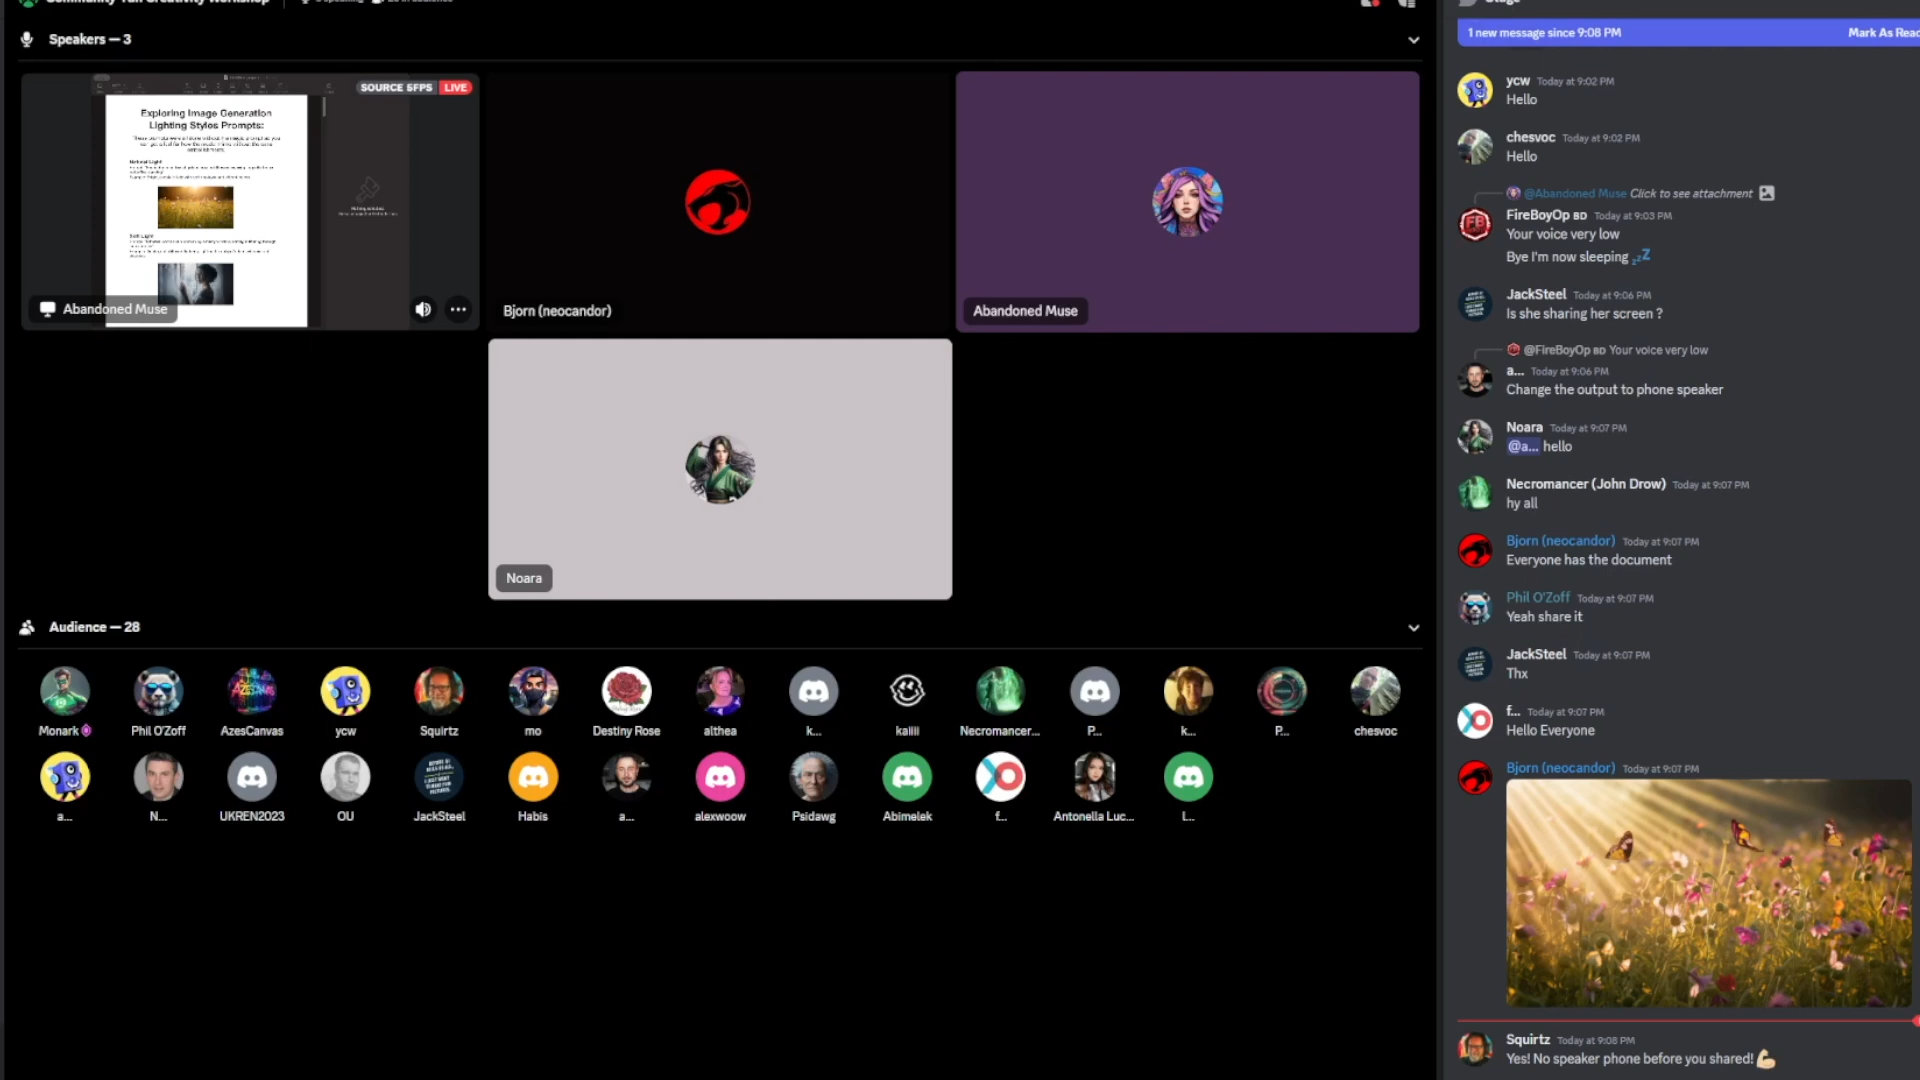 Speakers — 3
SOURCE 5FPS LIVE
Exploring Image Generation
Lighting Styles Prompts:
Natural Light
Soft Light
Abandoned Muse
Bjorn (neocandor)
Abandoned Muse
Noara
Audience — 28
Monark
Phil O'Zoff
AzesCanvas
ycw
Squirtz
mo
Destiny Rose
althea
k...
kaiiii
Necromancer...
P...
k...
P...
chesvoc
a...
N...
UKREN2023
OU
JackSteel
Habis
a...
alexwoow
Psidawg
Abimelek
f...
Antonella Luc...
l...
1 new message since 9:08 PM
Mark As Read
ycw Today at 9:02 PM
Hello
chesvoc Today at 9:02 PM
Hello
@Abandoned Muse Click to see attachment
FireBoyOp BD Today at 9:03 PM
Your voice very low
Bye I'm now sleeping zzZ
JackSteel Today at 9:06 PM
Is she sharing her screen ?
@FireBoyOp BD Your voice very low
a... Today at 9:06 PM
Change the output to phone speaker
Noara Today at 9:07 PM
@a... hello
Necromancer (John Drow) Today at 9:07 PM
hy all
Bjorn (neocandor) Today at 9:07 PM
Everyone has the document
Phil O'Zoff Today at 9:07 PM
Yeah share it
JackSteel Today at 9:07 PM
Thx
f... Today at 9:07 PM
Hello Everyone
Bjorn (neocandor) Today at 9:07 PM
Squirtz Today at 9:08 PM
Yes! No speaker phone before you shared! 💪🏼